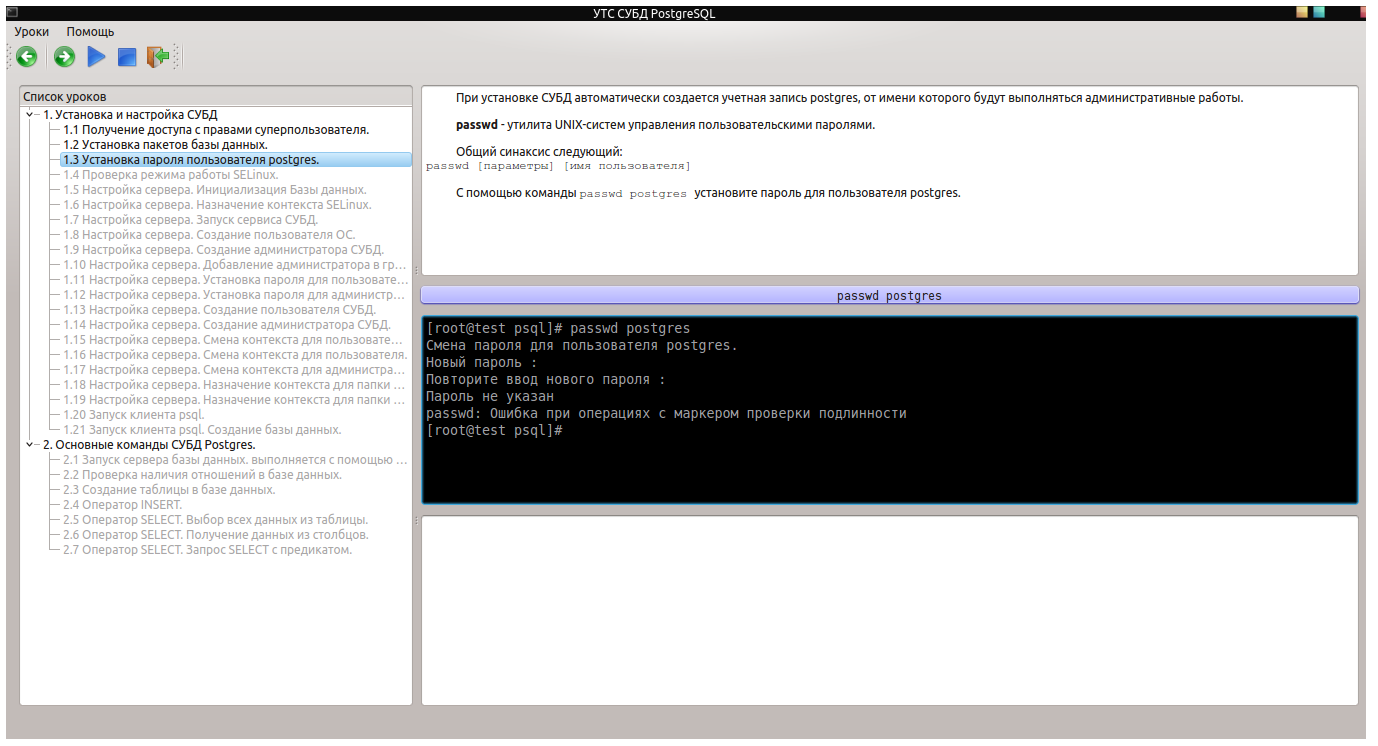 УТС СУБД PostgreSQL
Уроки Помощь
Список уроков
1. Установка и настройка СУБД
1.1 Получение доступа с правами суперпользователя.
1.2 Установка пакетов базы данных.
1.3 Установка пароля пользователя postgres.
1.4 Проверка режима работы SELinux.
1.5 Настройка сервера. Инициализация Базы данных.
1.6 Настройка сервера. Назначение контекста SELinux.
1.7 Настройка сервера. Запуск сервиса СУБД.
1.8 Настройка сервера. Создание пользователя ОС.
1.9 Настройка сервера. Создание администратора СУБД.
1.10 Настройка сервера. Добавление администратора в гр...
1.11 Настройка сервера. Установка пароля для пользовате...
1.12 Настройка сервера. Установка пароля для администр...
1.13 Настройка сервера. Создание пользователя СУБД.
1.14 Настройка сервера. Создание администратора СУБД.
1.15 Настройка сервера. Смена контекста для пользовате...
1.16 Настройка сервера. Смена контекста для пользователя.
1.17 Настройка сервера. Смена контекста для администра...
1.18 Настройка сервера. Назначение контекста для папки ...
1.19 Настройка сервера. Назначение контекста для папки ...
1.20 Запуск клиента psql.
1.21 Запуск клиента psql. Создание базы данных.
2. Основные команды СУБД Postgres.
2.1 Запуск сервера базы данных. выполняется с помощью ...
2.2 Проверка наличия отношений в базе данных.
2.3 Создание таблицы в базе данных.
2.4 Оператор INSERT.
2.5 Оператор SELECT. Выбор всех данных из таблицы.
2.6 Оператор SELECT. Получение данных из столбцов.
2.7 Оператор SELECT. Запрос SELECT с предикатом.
При установке СУБД автоматически создается учетная запись postgres, от имени которого будут выполняться административные работы.
passwd - утилита UNIX-систем управления пользовательскими паролями.
Общий синаксис следующий:
passwd [параметры] [имя пользователя]
С помощью команды passwd postgres установите пароль для пользователя postgres.
passwd postgres
[root@test psql]# passwd postgres
Смена пароля для пользователя postgres.
Новый пароль :
Повторите ввод нового пароля :
Пароль не указан
passwd: Ошибка при операциях с маркером проверки подлинности
[root@test psql]#